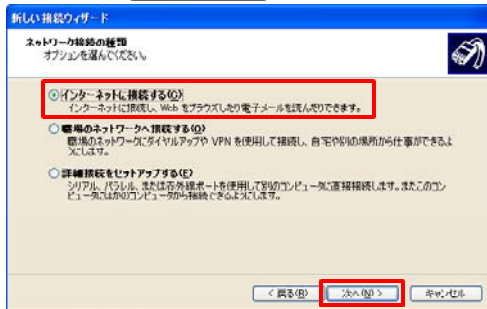 新しい接続ウィザード
ネットワーク接続の種類
オプションを選んでください。
インターネットに接続する(C)
インターネットに接続し、Web をブラウズしたり電子メールを読んだりできます。
職場のネットワークへ接続する(O)
職場のネットワークにダイヤルアップや VPN を使用して接続し、自宅や別の場所から仕事ができるよ
うにします。
詳細接続をセットアップする(E)
シリアル、パラレル、または赤外線ポートを使用して別のコンピュータに直接接続します。またこのコン
ピュータにほかのコンピュータから接続できるようにします。
< 戻る(B)
次へ(N) >
キャンセル